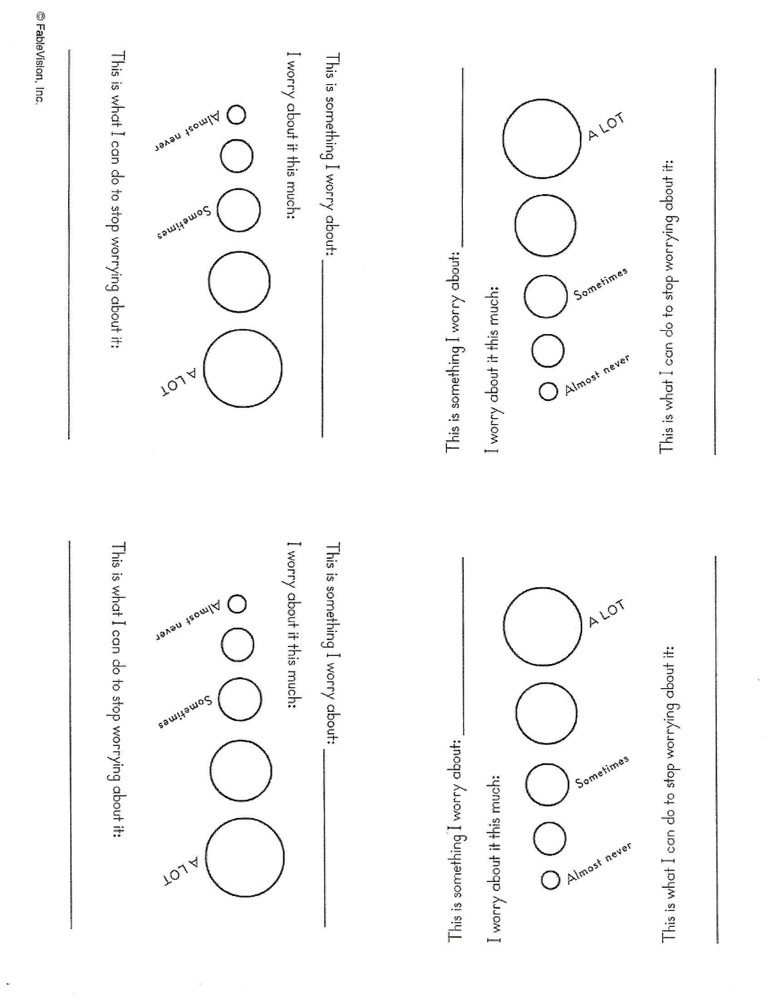 This is something I worry about:
I worry about it this much:
Almost never
Sometimes
A LOT
This is what I can do to stop worrying about it:
This is something I worry about:
I worry about it this much:
Almost never
Sometimes
A LOT
This is what I can do to stop worrying about it:
This is something I worry about:
I worry about it this much:
Almost never
Sometimes
A LOT
This is what I can do to stop worrying about it:
This is something I worry about:
I worry about it this much:
Almost never
Sometimes
A LOT
This is what I can do to stop worrying about it:
© FableVision, Inc.